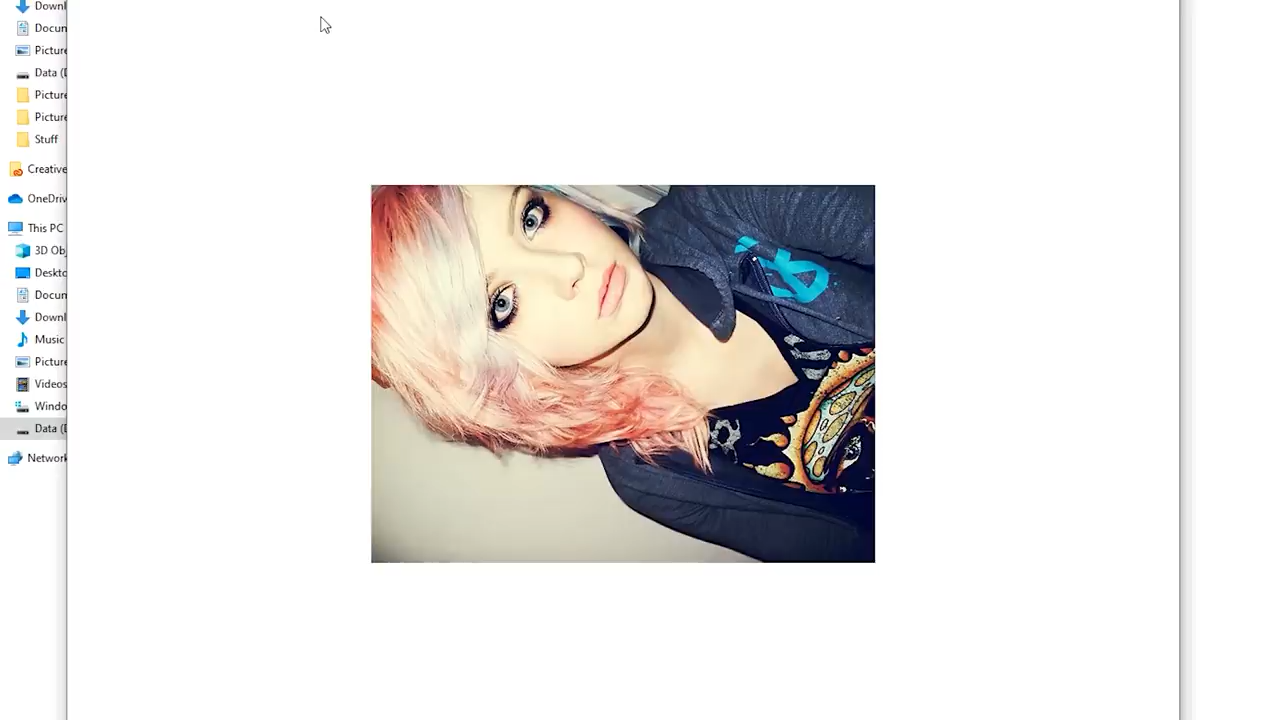 Downl
Docum
Picture
Data (D
Picture
Picture
Stuff
Creative
OneDriv
This PC
3D Obj
Deskto
Docum
Downl
Music
Picture
Videos
Windo
Data (D
Network